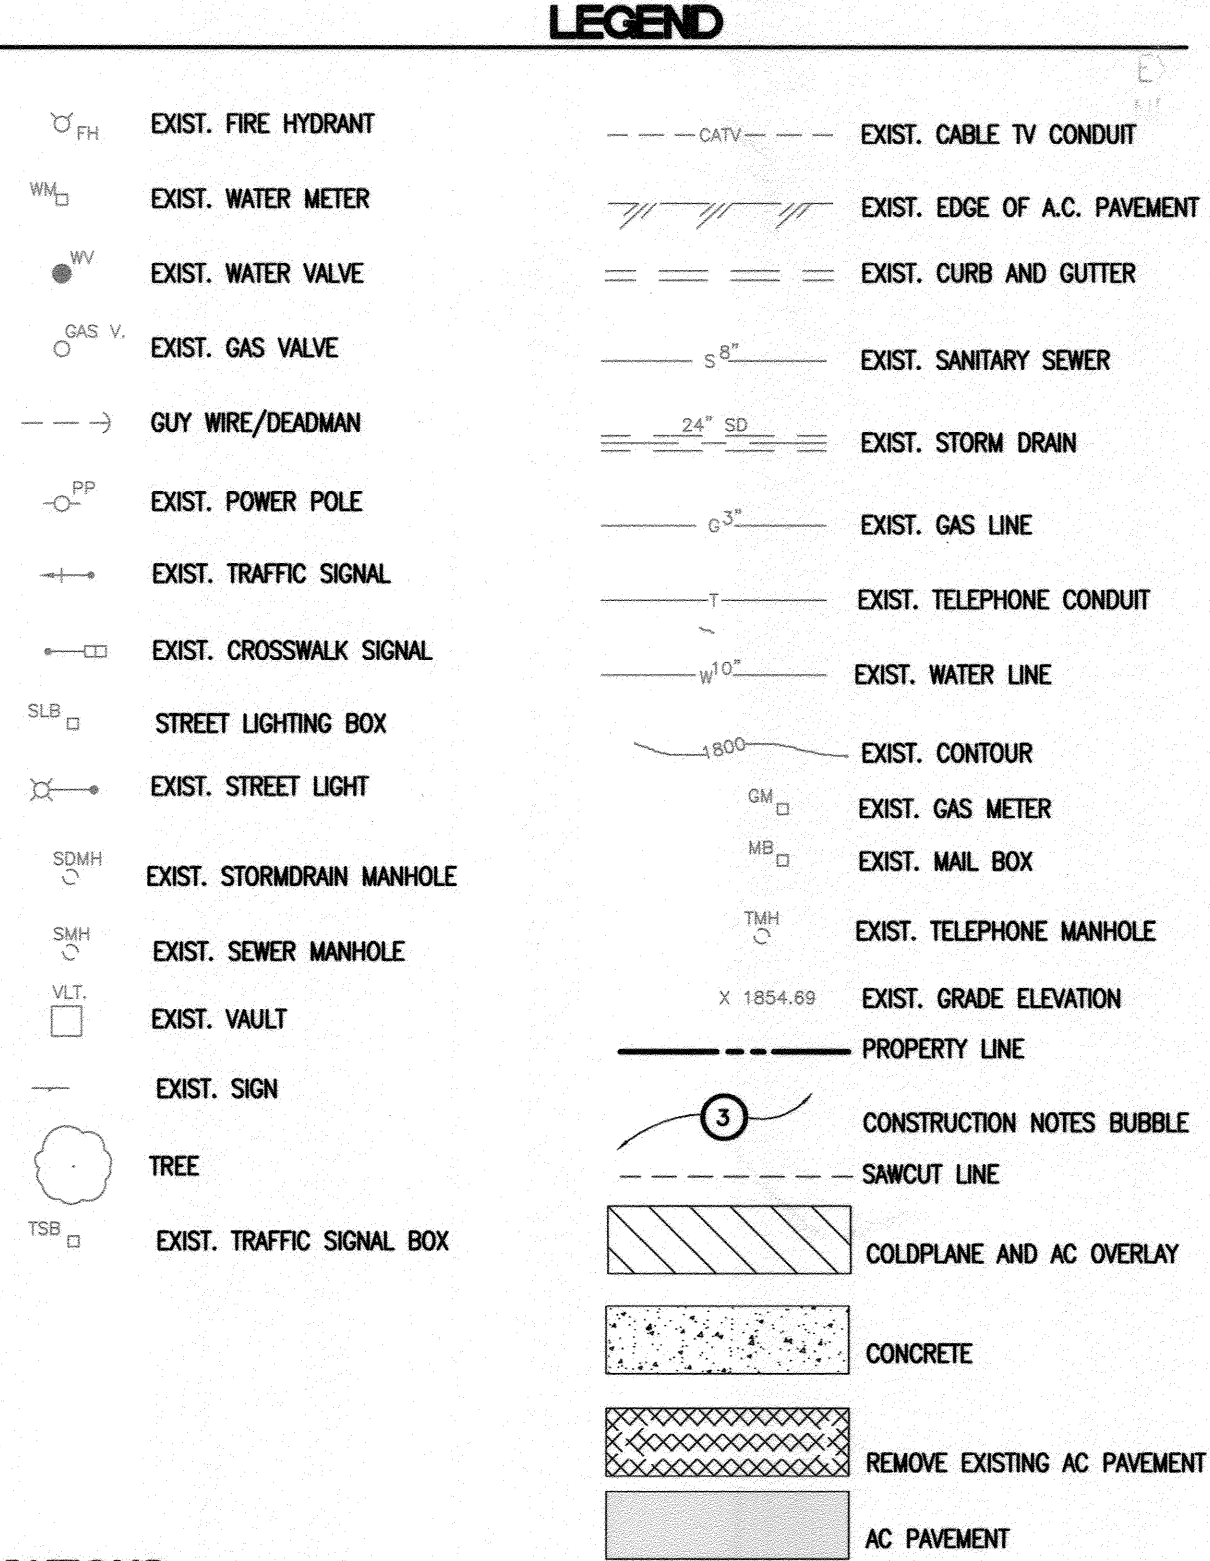 LEGEND
FH EXIST. FIRE HYDRANT
WM EXIST. WATER METER
WV EXIST. WATER VALVE
GAS V. EXIST. GAS VALVE
GUY WIRE/DEADMAN
PP EXIST. POWER POLE
EXIST. TRAFFIC SIGNAL
EXIST. CROSSWALK SIGNAL
SLB STREET LIGHTING BOX
EXIST. STREET LIGHT
SDMH EXIST. STORMDRAIN MANHOLE
SMH EXIST. SEWER MANHOLE
VLT. EXIST. VAULT
EXIST. SIGN
TREE
TSB EXIST. TRAFFIC SIGNAL BOX
CATV EXIST. CABLE TV CONDUIT
EXIST. EDGE OF A.C. PAVEMENT
EXIST. CURB AND GUTTER
S 8" EXIST. SANITARY SEWER
24" SD EXIST. STORM DRAIN
G 3" EXIST. GAS LINE
T EXIST. TELEPHONE CONDUIT
W 10" EXIST. WATER LINE
1800 EXIST. CONTOUR
GM EXIST. GAS METER
MB EXIST. MAIL BOX
TMH EXIST. TELEPHONE MANHOLE
X 1854.69 EXIST. GRADE ELEVATION
PROPERTY LINE
3 CONSTRUCTION NOTES BUBBLE
SAWCUT LINE
COLDPLANE AND AC OVERLAY
CONCRETE
REMOVE EXISTING AC PAVEMENT
AC PAVEMENT